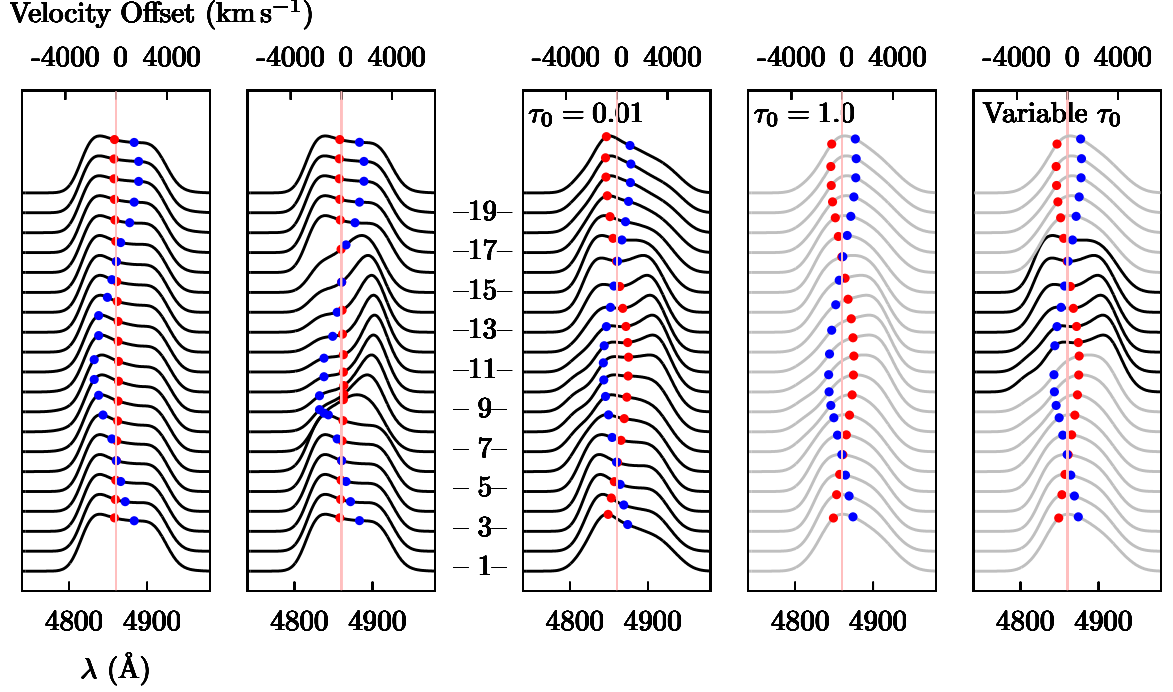 Velocity Offset (km s⁻¹)
-4000 0 4000 -4000 0 4000 -4000 0 4000 -4000 0 4000 -4000 0 4000
τ₀ = 0.01 τ₀ = 1.0 Variable τ₀
–19–
–17–
–15–
–13–
–11–
– 9–
– 7–
– 5–
– 3–
– 1–
4800 4900 4800 4900 4800 4900 4800 4900 4800 4900
λ (Å)